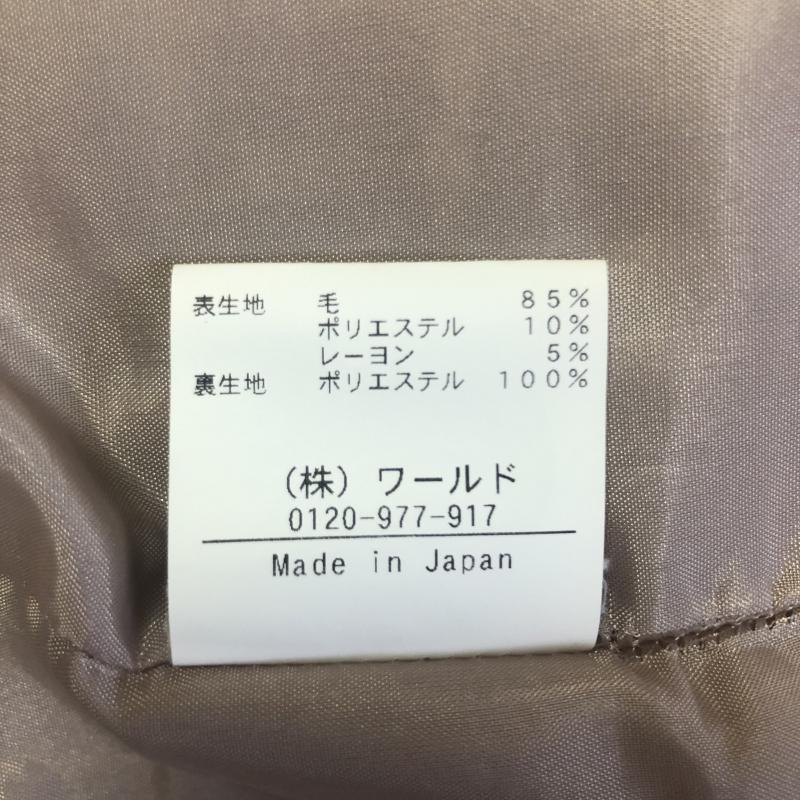 表生地 毛 85%
ポリエステル 10%
レーヨン 5%
裏生地 ポリエステル 100%
(株)ワールド
0120-977-917
Made in Japan